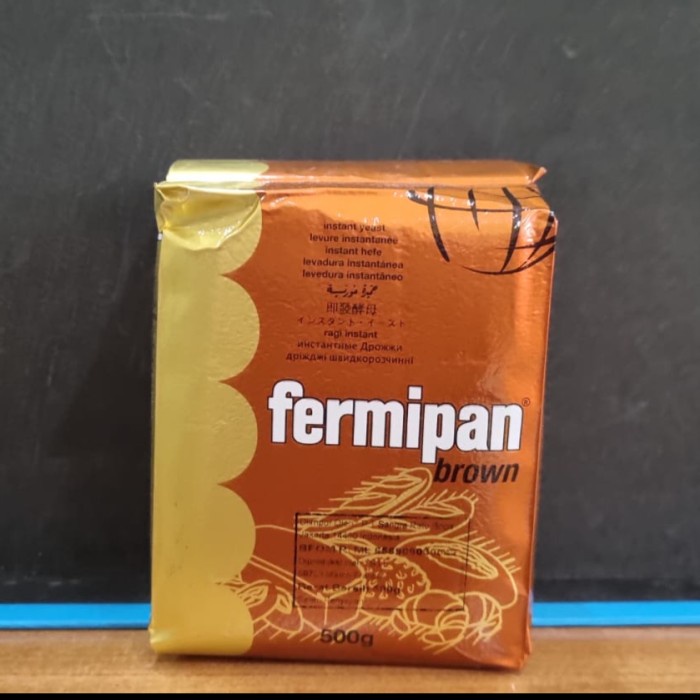 instant yeast
levure instantanée
instant hefe
levadura instantánea
levedura instantâneo
خميرة فورية
即發酵母
インスタント・イースト
ragi instant
инстантные Дрожжи
дріжджі швидкорозчинні
fermipan®
brown
500g